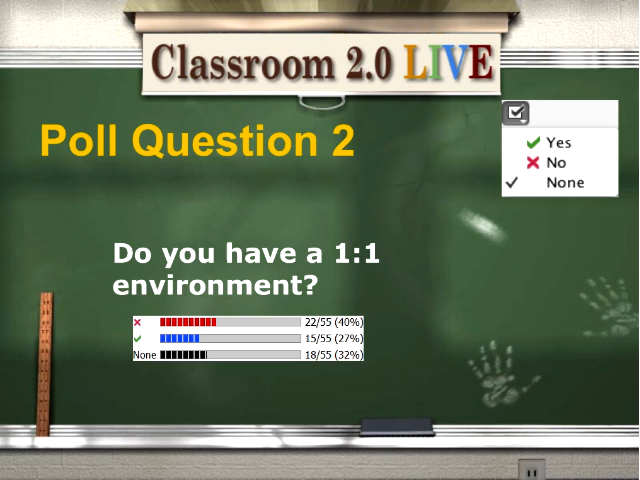 Classroom 2.0 LIVE
Poll Question 2
Yes
No
None
Do you have a 1:1
environment?
22/55 (40%)
15/55 (27%)
None 18/55 (32%)